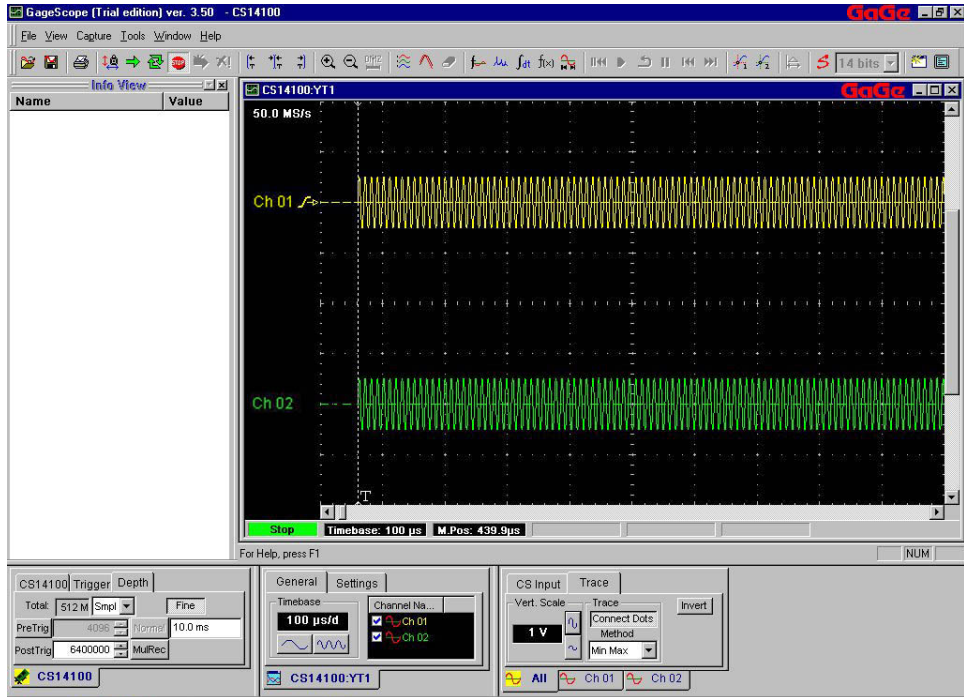 GageScope (Trial edition) ver. 3.50 - CS14100
GaGe
File View Capture Tools Window Help
14 bits
Info View
Name Value
CS14100:YT1
GaGe
50.0 MS/s
Ch 01
Ch 02
T
Stop Timebase: 100 µs M.Pos: 439.9µs
For Help, press F1
NUM
CS14100 Trigger Depth
Total: 512 M Smpl Fine
PreTrig 4096 Normal 10.0 ms
PostTrig 6400000 MulRec
CS14100
General Settings
Timebase
100 µs/d
Channel Na...
Ch 01
Ch 02
CS14100:YT1
CS Input Trace
Vert. Scale
1 V
Trace
Connect Dots
Method
Min Max
Invert
All Ch 01 Ch 02